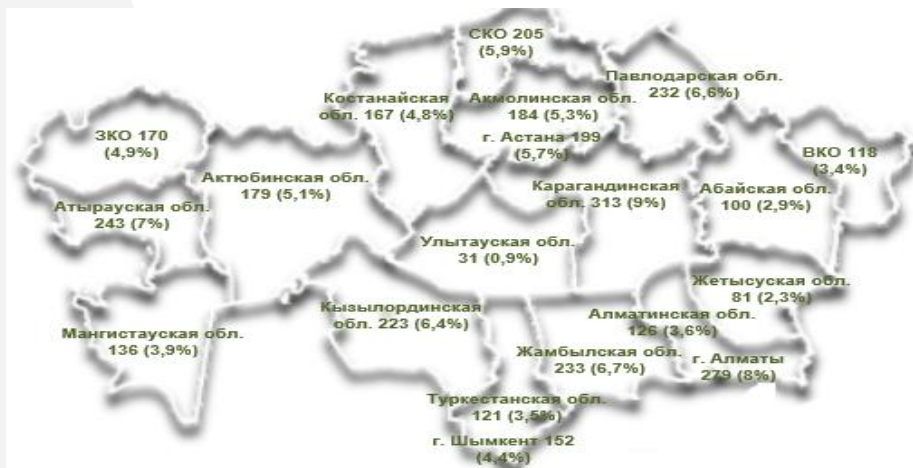 СКО 205
(5,9%)
Павлодарская обл.
232 (6,6%)
Костанайская
обл. 167 (4,8%)
Акмолинская обл.
184 (5,3%)
г. Астана 199
(5,7%)
ЗКО 170
(4,9%)
ВКО 118
(3,4%)
Актюбинская обл.
179 (5,1%)
Карагандинская
обл. 313 (9%)
Абайская обл.
100 (2,9%)
Атырауская обл.
243 (7%)
Улытауская обл.
31 (0,9%)
Жетысуская обл.
81 (2,3%)
Кызылординская
обл. 223 (6,4%)
Алматинская обл.
126 (3,6%)
Мангистауская обл.
136 (3,9%)
Жамбылская обл.
233 (6,7%)
г. Алматы
279 (8%)
Туркестанская обл.
121 (3,5%)
г. Шымкент 152
(4,4%)